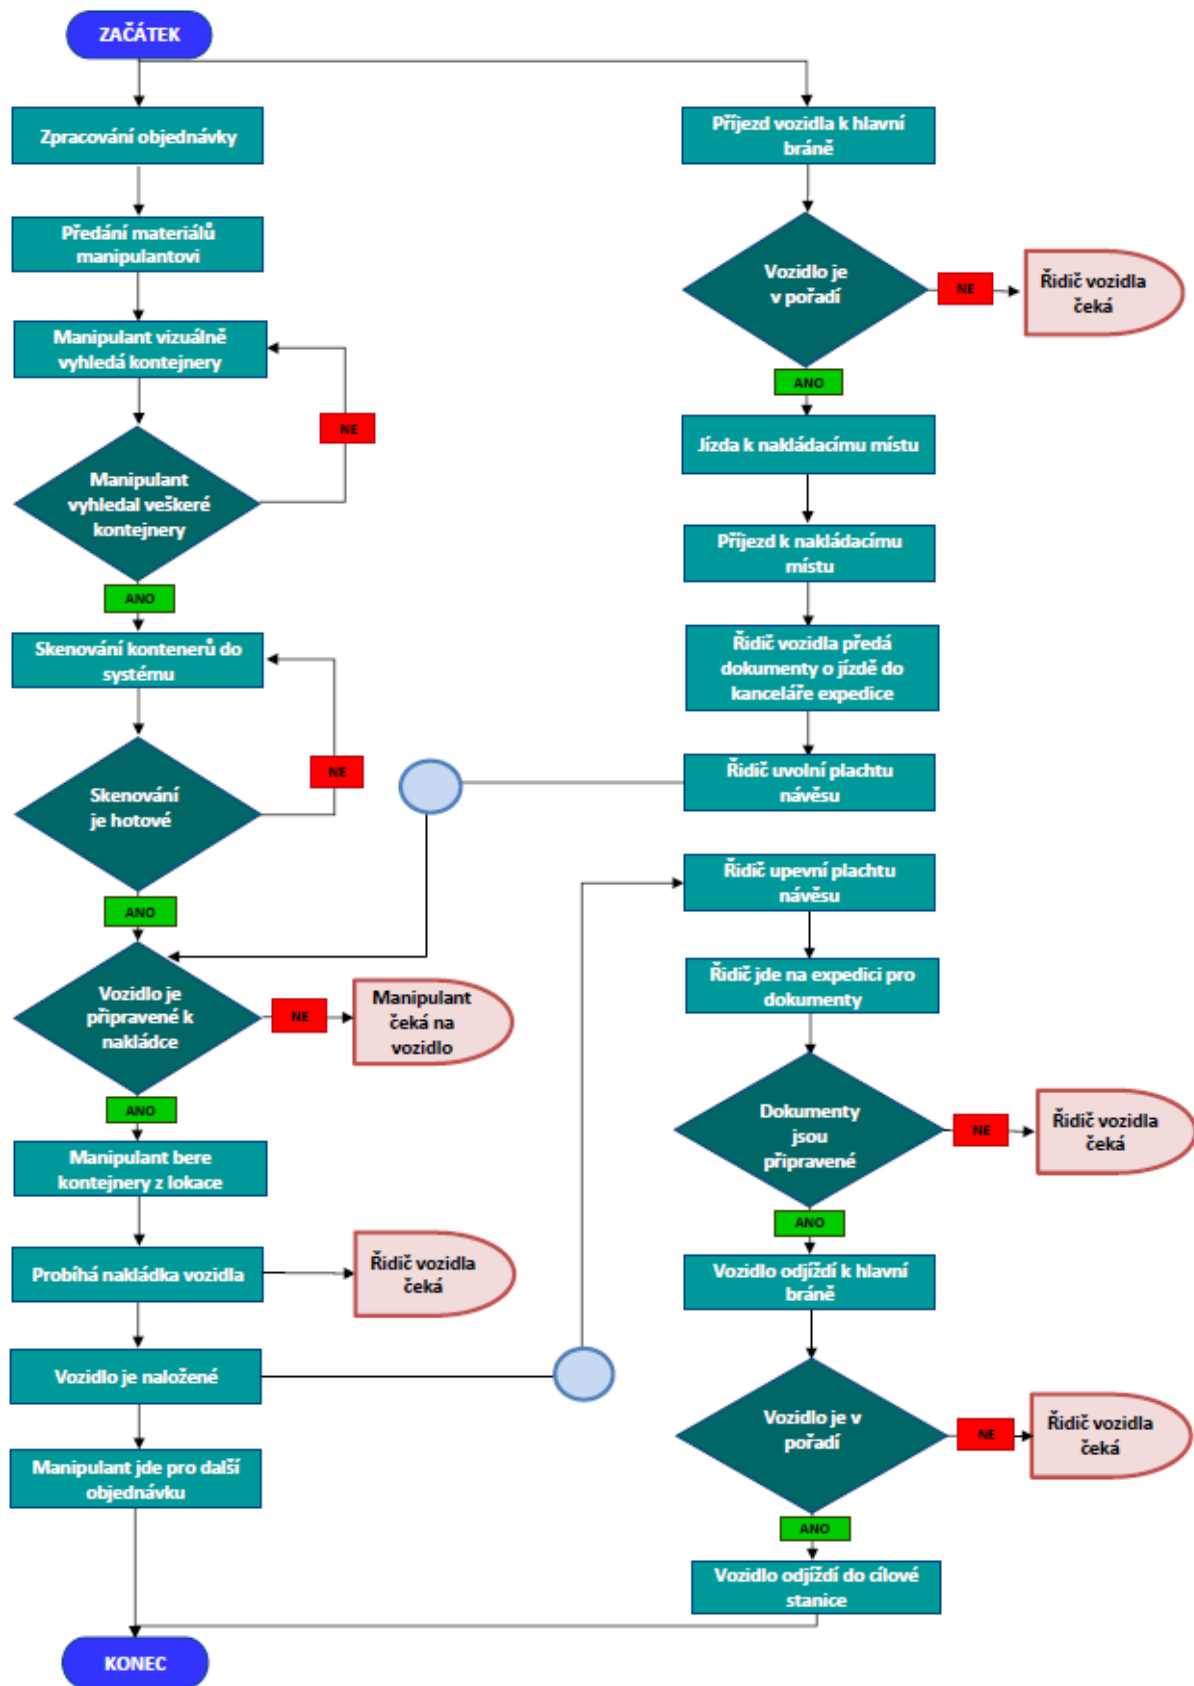 ZAČÁTEK
Zpracování objednávky
Předání materiálů
manipulantovi
Manipulant vizuálně
vyhledá kontejnery
NE
Manipulant
vyhledal veškeré
kontejnery
ANO
Skenování kontenerů do
systému
NE
Skenování
je hotové
ANO
Vozidlo je
připravené k
nakládce
NE
Manipulant
čeká na
vozidlo
ANO
Manipulant bere
kontejnery z lokace
Probíhá nakládka vozidla
Řidič vozidla
čeká
Vozidlo je naložené
Manipulant jde pro další
objednávku
KONEC
Příjezd vozidla k hlavní
bráně
Vozidlo je
v pořadí
NE
Řidič vozidla
čeká
ANO
Jízda k nakládacímu místu
Příjezd k nakládacímu
místu
Řidič vozidla předá
dokumenty o jízdě do
kanceláře expedice
Řidič uvolní plachtu
návěsu
Řidič upevní plachtu
návěsu
Řidič jde na expedici pro
dokumenty
Dokumenty
jsou
připravené
NE
Řidič vozidla
čeká
ANO
Vozidlo odjíždí k hlavní
bráně
Vozidlo je v
pořadí
NE
Řidič vozidla
čeká
ANO
Vozidlo odjíždí do cílové
stanice